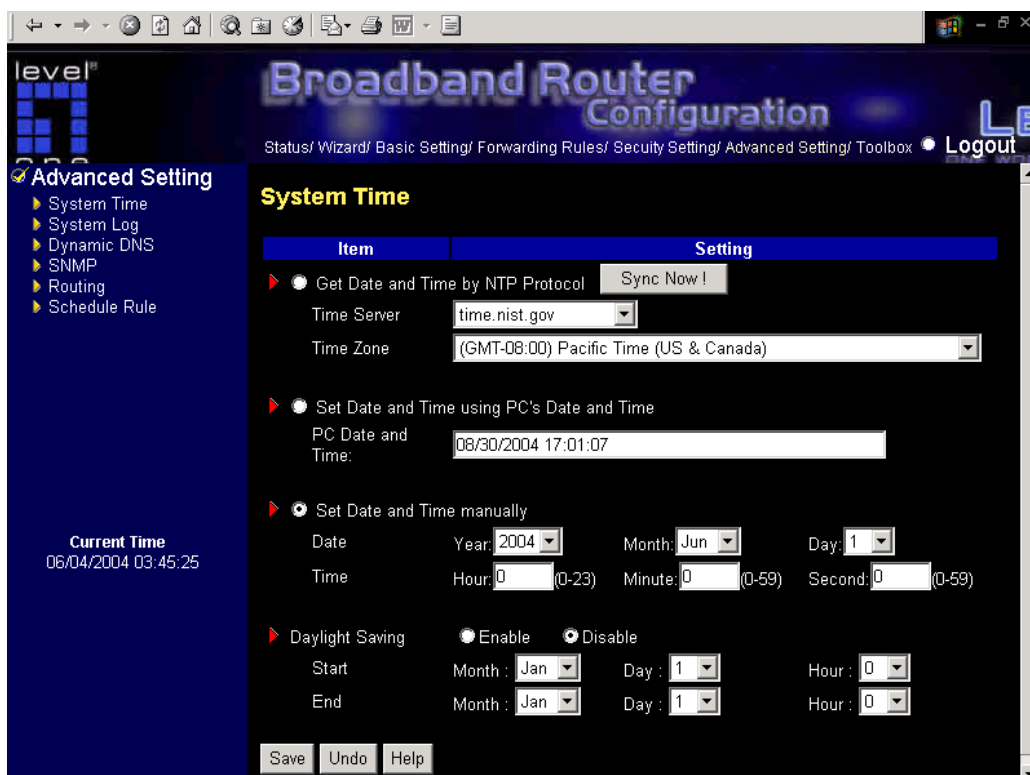 level
one
Broadband Router
Configuration
Status/ Wizard/ Basic Setting/ Forwarding Rules/ Secuity Setting/ Advanced Setting/ Toolbox Logout
Advanced Setting
System Time
System Log
Dynamic DNS
SNMP
Routing
Schedule Rule
Current Time
06/04/2004 03:45:25
System Time
Item Setting
Get Date and Time by NTP Protocol Sync Now !
Time Server time.nist.gov
Time Zone (GMT-08:00) Pacific Time (US & Canada)
Set Date and Time using PC's Date and Time
PC Date and
Time: 08/30/2004 17:01:07
Set Date and Time manually
Date Year: 2004 Month: Jun Day: 1
Time Hour: 0 (0-23) Minute: 0 (0-59) Second: 0 (0-59)
Daylight Saving Enable Disable
Start Month : Jan Day : 1 Hour : 0
End Month : Jan Day : 1 Hour : 0
Save Undo Help